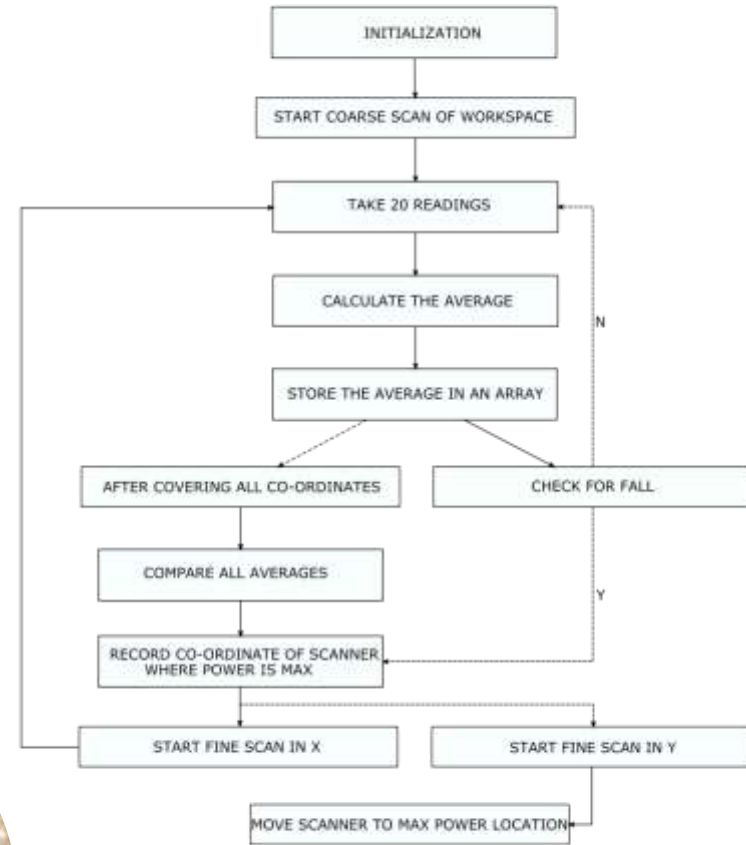 INITIALIZATION
START COARSE SCAN OF WORKSPACE
TAKE 20 READINGS
CALCULATE THE AVERAGE
N
STORE THE AVERAGE IN AN ARRAY
AFTER COVERING ALL CO-ORDINATES
CHECK FOR FALL
COMPARE ALL AVERAGES
Y
RECORD CO-ORDINATE OF SCANNER
WHERE POWER IS MAX
START FINE SCAN IN X
START FINE SCAN IN Y
MOVE SCANNER TO MAX POWER LOCATION